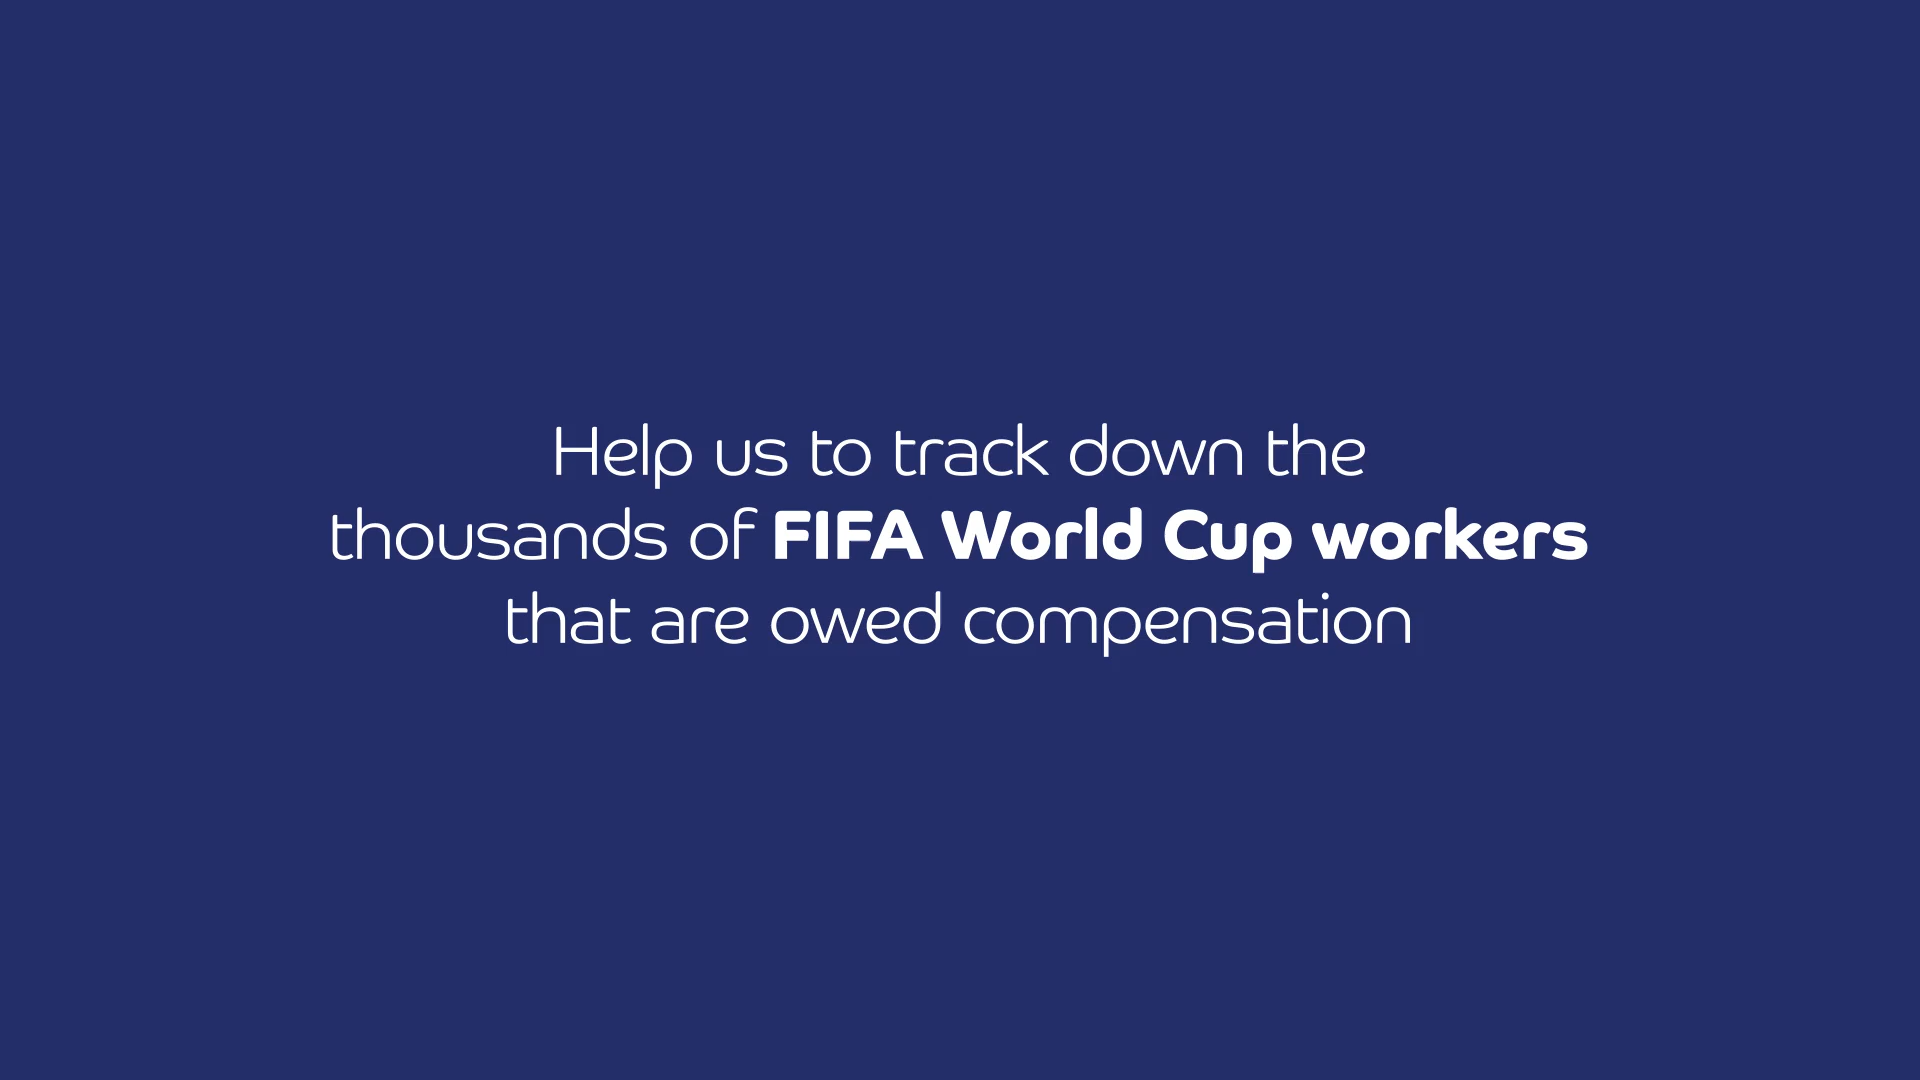 Help us to track down the
thousands of FIFA World Cup workers
that are owed compensation